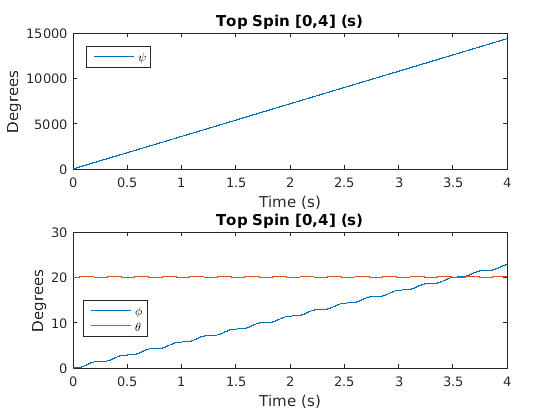 Top Spin [0,4] (s)
15000
10000
5000
0
Degrees
ψ
0 0.5 1 1.5 2 2.5 3 3.5 4
Time (s)
Top Spin [0,4] (s)
30
20
10
0
Degrees
ϕ
θ
0 0.5 1 1.5 2 2.5 3 3.5 4
Time (s)